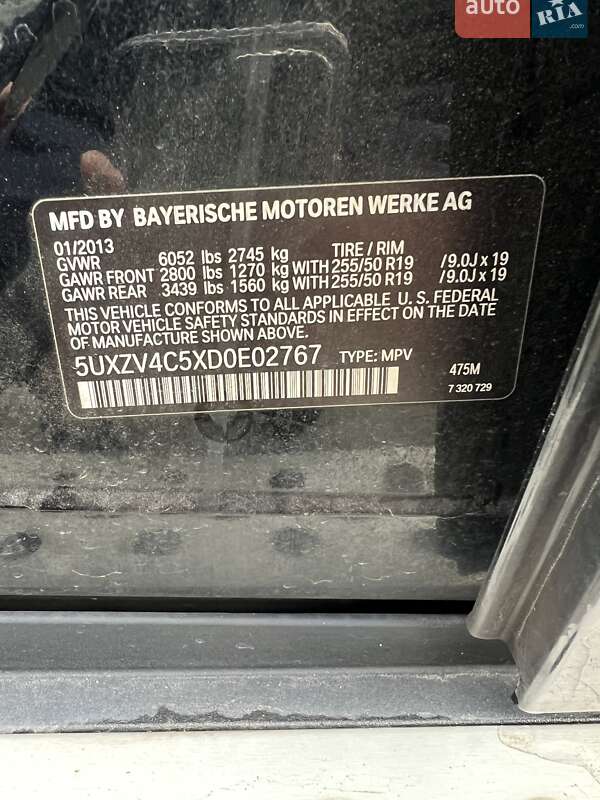 auto
RIA
.com
MFD BY BAYERISCHE MOTOREN WERKE AG
01/2013 TIRE / RIM
GVWR 6052 lbs 2745 kg
GAWR FRONT 2800 lbs 1270 kg WITH 255/50 R19 /9.0J x 19
GAWR REAR 3439 lbs 1560 kg WITH 255/50 R19 /9.0J x 19
THIS VEHICLE CONFORMS TO ALL APPLICABLE U. S. FEDERAL
MOTOR VEHICLE SAFETY STANDARDS IN EFFECT ON THE DATE
OF MANUFACTURE SHOWN ABOVE.
5UXZV4C5XD0E02767 TYPE: MPV
475M
7 320 729